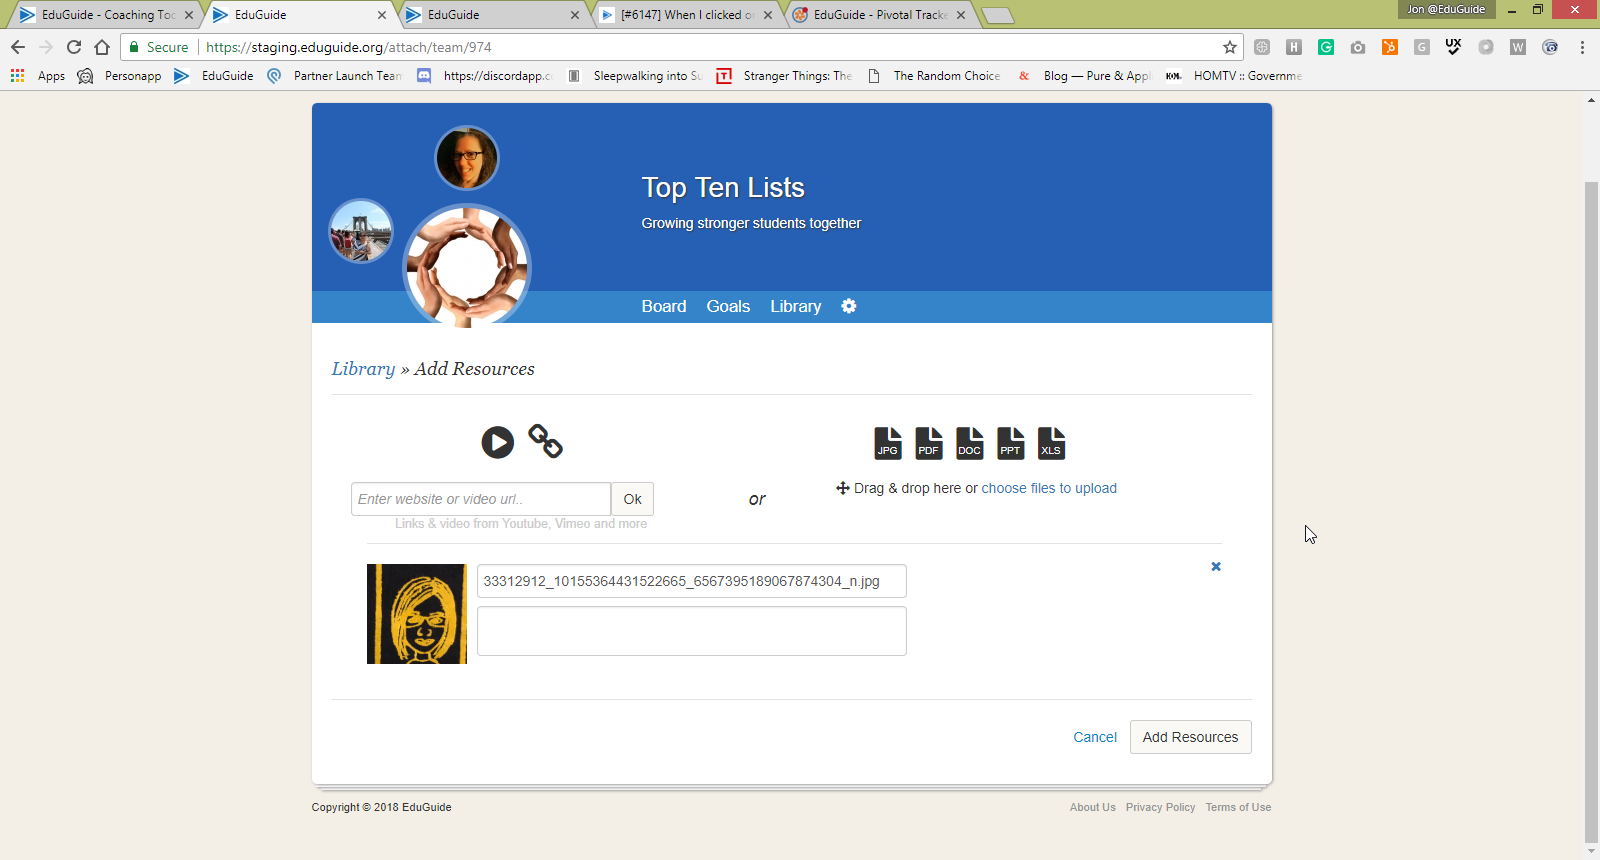 Jon @EduGuide
EduGuide - Coaching Too
EduGuide
EduGuide
[#6147] When I clicked o
EduGuide - Pivotal Tracke
Secure
https://staging.eduguide.org/attach/team/974
Apps
Personapp
EduGuide
Partner Launch Team
https://discordapp.c
Sleepwalking into Su
Stranger Things: The
The Random Choice
Blog — Pure & Appl
HOMTV :: Governme
Top Ten Lists
Growing stronger students together
Board Goals Library
Library » Add Resources
JPG PDF DOC PPT XLS
Enter website or video url..
Ok
or
Drag & drop here or choose files to upload
Links & video from Youtube, Vimeo and more
33312912_10155364431522665_6567395189067874304_n.jpg
Cancel
Add Resources
Copyright © 2018 EduGuide
About Us Privacy Policy Terms of Use